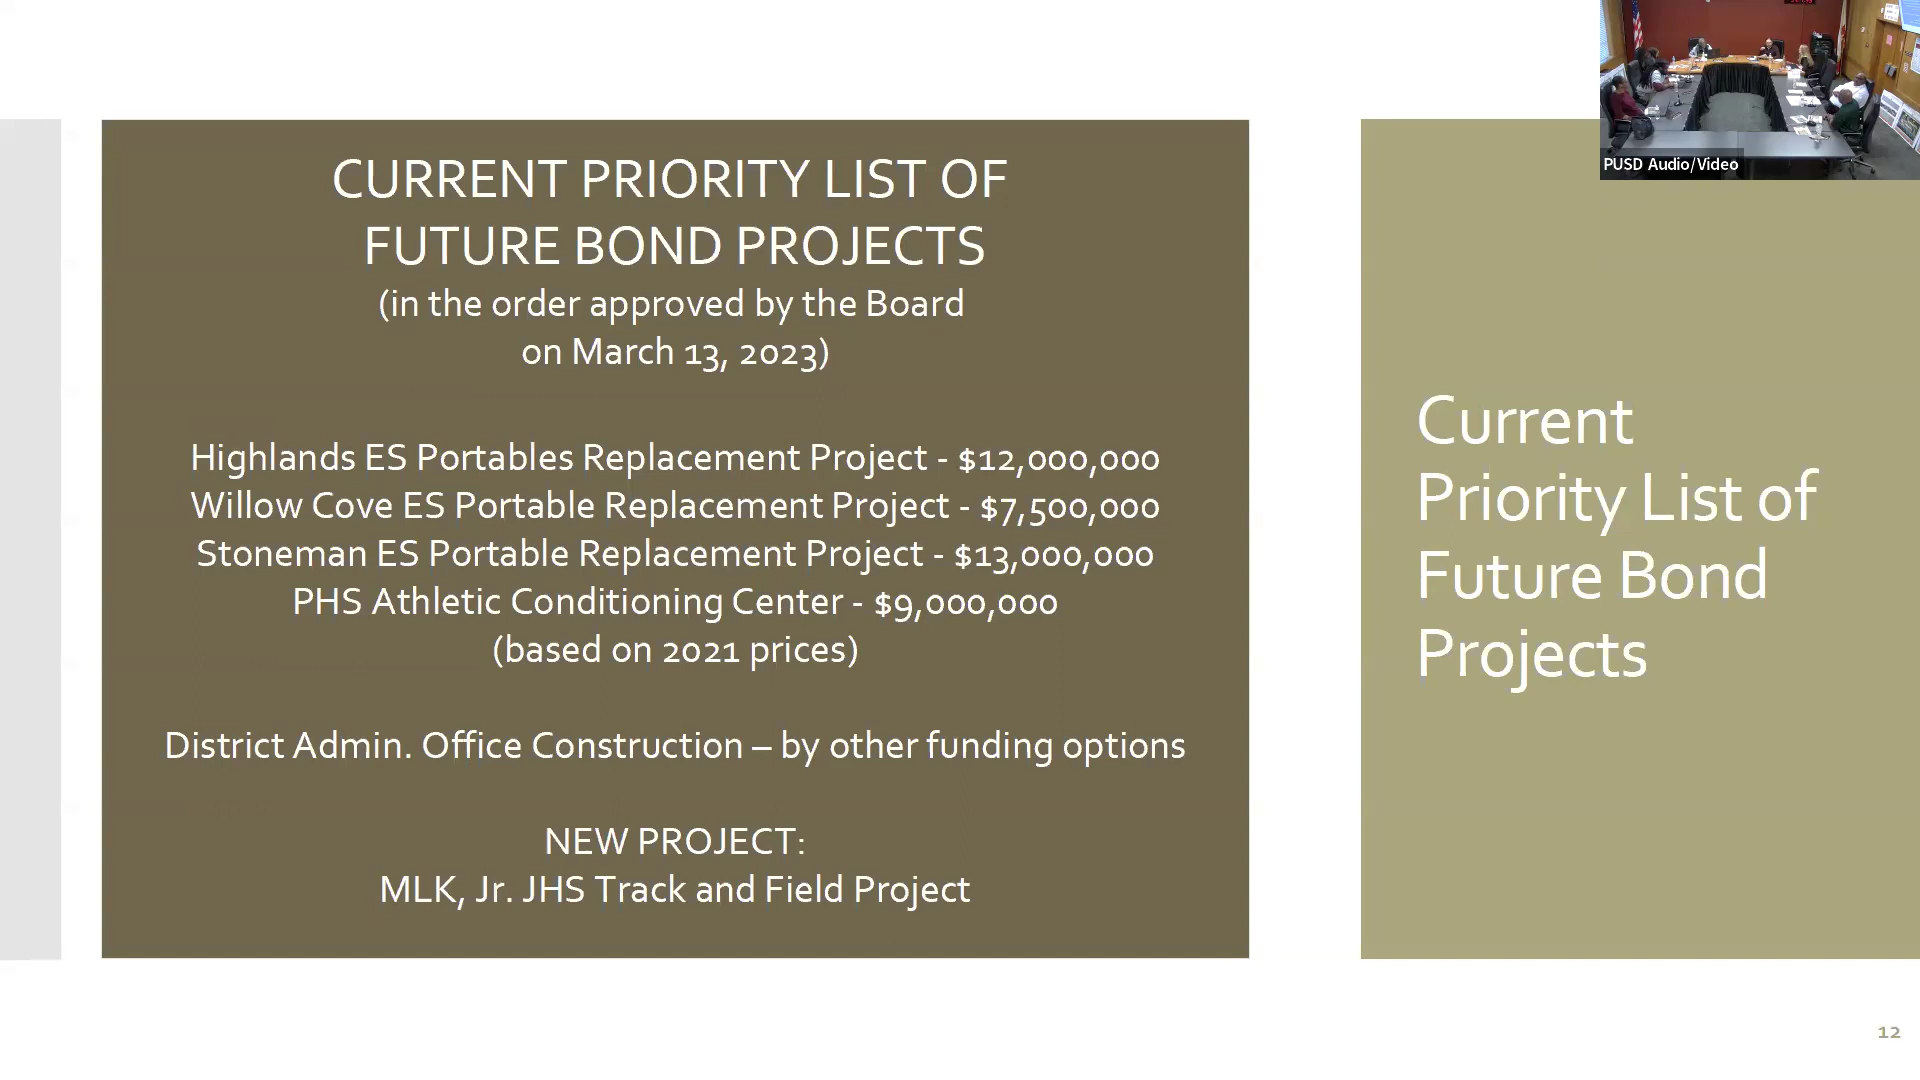 CURRENT PRIORITY LIST OF
FUTURE BOND PROJECTS
(in the order approved by the Board
on March 13, 2023)
Highlands ES Portables Replacement Project - $12,000,000
Willow Cove ES Portable Replacement Project - $7,500,000
Stoneman ES Portable Replacement Project - $13,000,000
PHS Athletic Conditioning Center - $9,000,000
(based on 2021 prices)
District Admin. Office Construction – by other funding options
NEW PROJECT:
MLK, Jr. JHS Track and Field Project
Current
Priority List of
Future Bond
Projects
PUSD Audio/Video
12